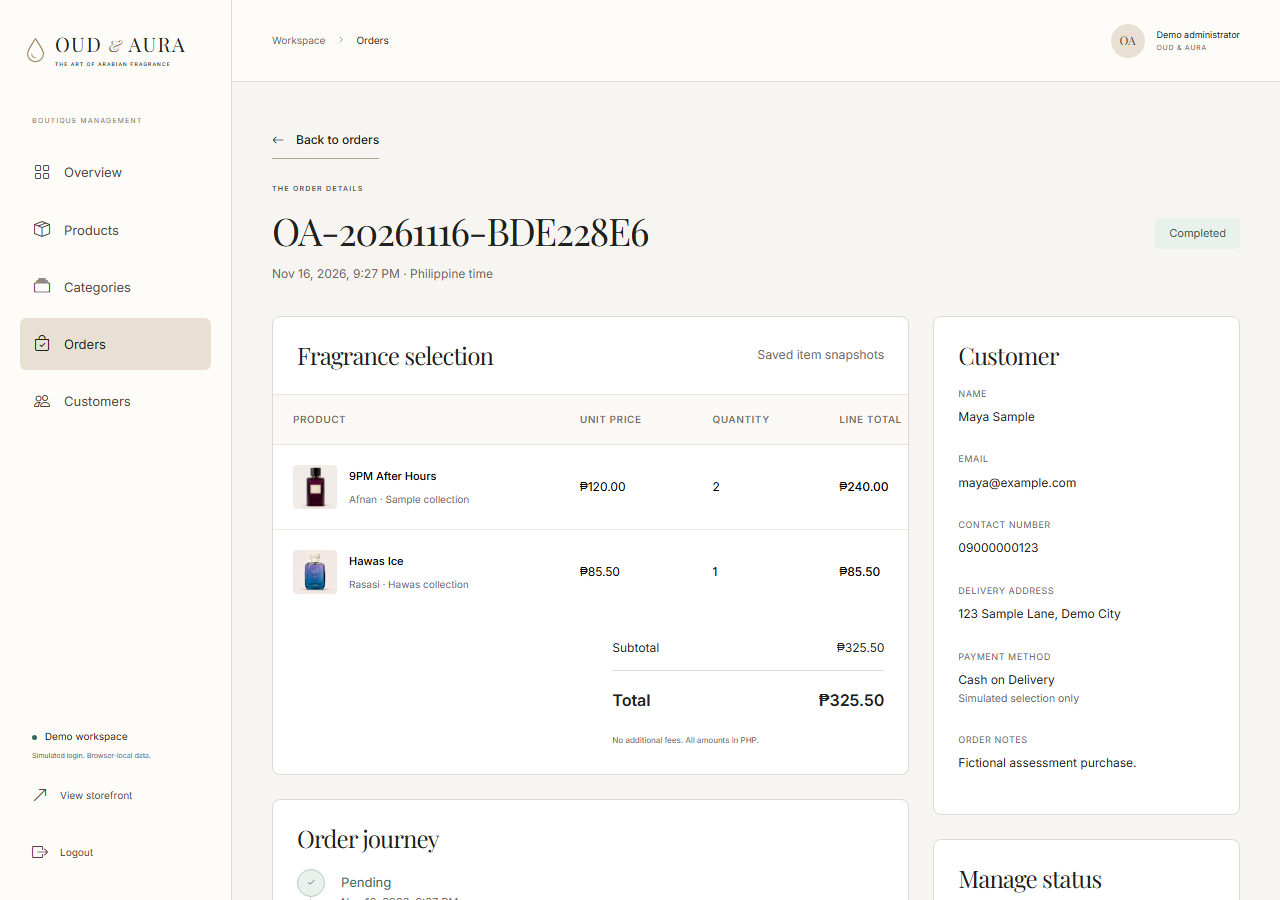 OUD & AURA
THE ART OF ARABIAN FRAGRANCE
BOUTIQUE MANAGEMENT
Overview
Products
Categories
Orders
Customers
Demo workspace
Simulated login. Browser-local data.
View storefront
Logout
Workspace > Orders
OA
Demo administrator
OUD & AURA
← Back to orders
THE ORDER DETAILS
OA-20261116-BDE228E6
Completed
Nov 16, 2026, 9:27 PM · Philippine time
Fragrance selection
Saved item snapshots
PRODUCT UNIT PRICE QUANTITY LINE TOTAL
9PM After Hours
Afnan · Sample collection
₱120.00 2 ₱240.00
Hawas Ice
Rasasi · Hawas collection
₱85.50 1 ₱85.50
Subtotal ₱325.50
Total ₱325.50
No additional fees. All amounts in PHP.
Order journey
Pending
Customer
NAME
Maya Sample
EMAIL
maya@example.com
CONTACT NUMBER
09000000123
DELIVERY ADDRESS
123 Sample Lane, Demo City
PAYMENT METHOD
Cash on Delivery
Simulated selection only
ORDER NOTES
Fictional assessment purchase.
Manage status